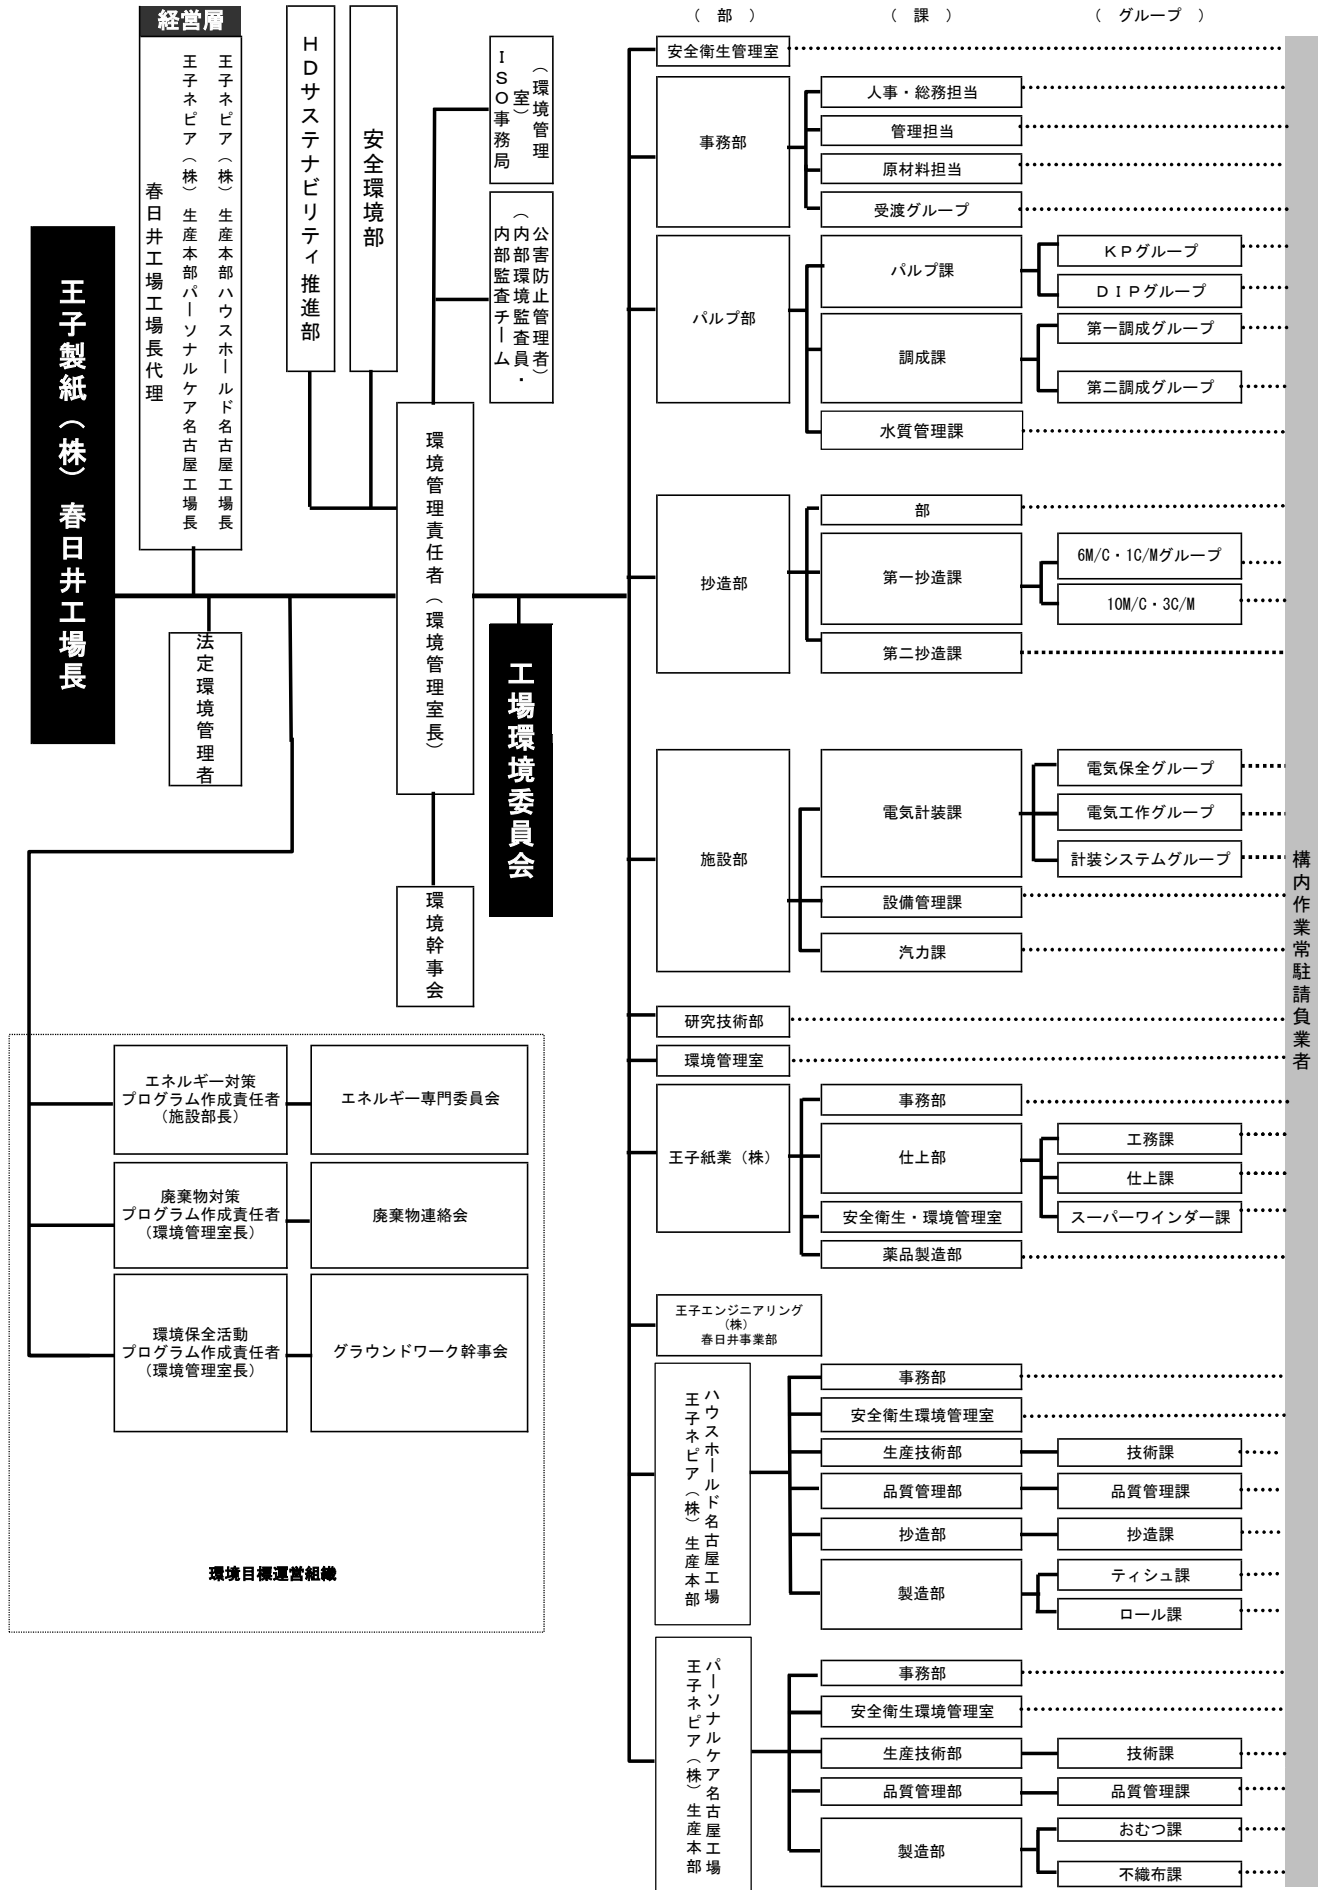 （　部　）
（　課　）
（　グループ　）
経営層
王子ネピア（株）生産本部ハウスホールド名古屋工場長
王子ネピア（株）生産本部パーソナルケア名古屋工場長
春日井工場工場長代理
王子製紙（株）春日井工場長
法定環境管理者
HDサステナビリティ推進部
安全環境部
（環境管理
室）
ISO事務局
公害防止管理者）
（内部環境監査員・
内部監査チーム
環境管理責任者（環境管理室長）
環境幹事会
工場環境委員会
エネルギー対策
プログラム作成責任者
（施設部長）
エネルギー専門委員会
廃棄物対策
プログラム作成責任者
（環境管理室長）
廃棄物連絡会
環境保全活動
プログラム作成責任者
（環境管理室長）
グラウンドワーク幹事会
環境目標運営組織
安全衛生管理室
事務部
人事・総務担当
管理担当
原材料担当
受渡グループ
パルプ部
パルプ課
ＫＰグループ
ＤＩＰグループ
調成課
第一調成グループ
第二調成グループ
水質管理課
抄造部
部
第一抄造課
6M/C・1C/Mグループ
10M/C・3C/M
第二抄造課
施設部
電気計装課
電気保全グループ
電気工作グループ
計装システムグループ
設備管理課
汽力課
研究技術部
環境管理室
王子紙業（株）
事務部
仕上部
工務課
仕上課
スーパーワインダー課
安全衛生・環境管理室
薬品製造部
王子エンジニアリング
（株）
春日井事業部
ハウスホールド名古屋工場
王子ネピア（株）生産本部
事務部
安全衛生環境管理室
生産技術部
技術課
品質管理部
品質管理課
抄造部
抄造課
製造部
ティシュ課
ロール課
パーソナルケア名古屋工場
王子ネピア（株）生産本部
事務部
安全衛生環境管理室
生産技術部
技術課
品質管理部
品質管理課
製造部
おむつ課
不織布課
構内作業常駐請負業者